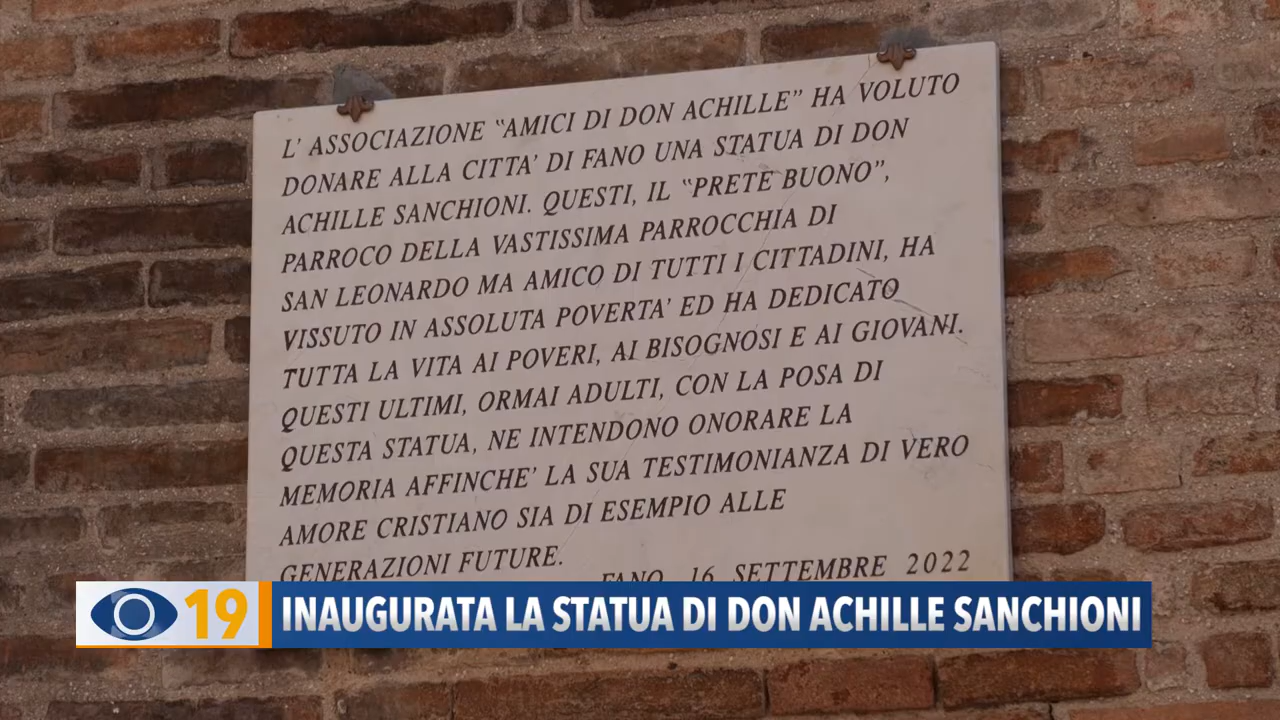 L' ASSOCIAZIONE "AMICI DI DON ACHILLE" HA VOLUTO
DONARE ALLA CITTA' DI FANO UNA STATUA DI DON
ACHILLE SANCHIONI. QUESTI, IL "PRETE BUONO",
PARROCO DELLA VASTISSIMA PARROCCHIA DI
SAN LEONARDO MA AMICO DI TUTTI I CITTADINI, HA
VISSUTO IN ASSOLUTA POVERTA' ED HA DEDICATO
TUTTA LA VITA AI POVERI, AI BISOGNOSI E AI GIOVANI.
QUESTI ULTIMI, ORMAI ADULTI, CON LA POSA DI
QUESTA STATUA, NE INTENDONO ONORARE LA
MEMORIA AFFINCHE' LA SUA TESTIMONIANZA DI VERO
AMORE CRISTIANO SIA DI ESEMPIO ALLE
GENERAZIONI FUTURE.
FANO, 16 SETTEMBRE 2022
19 INAUGURATA LA STATUA DI DON ACHILLE SANCHIONI